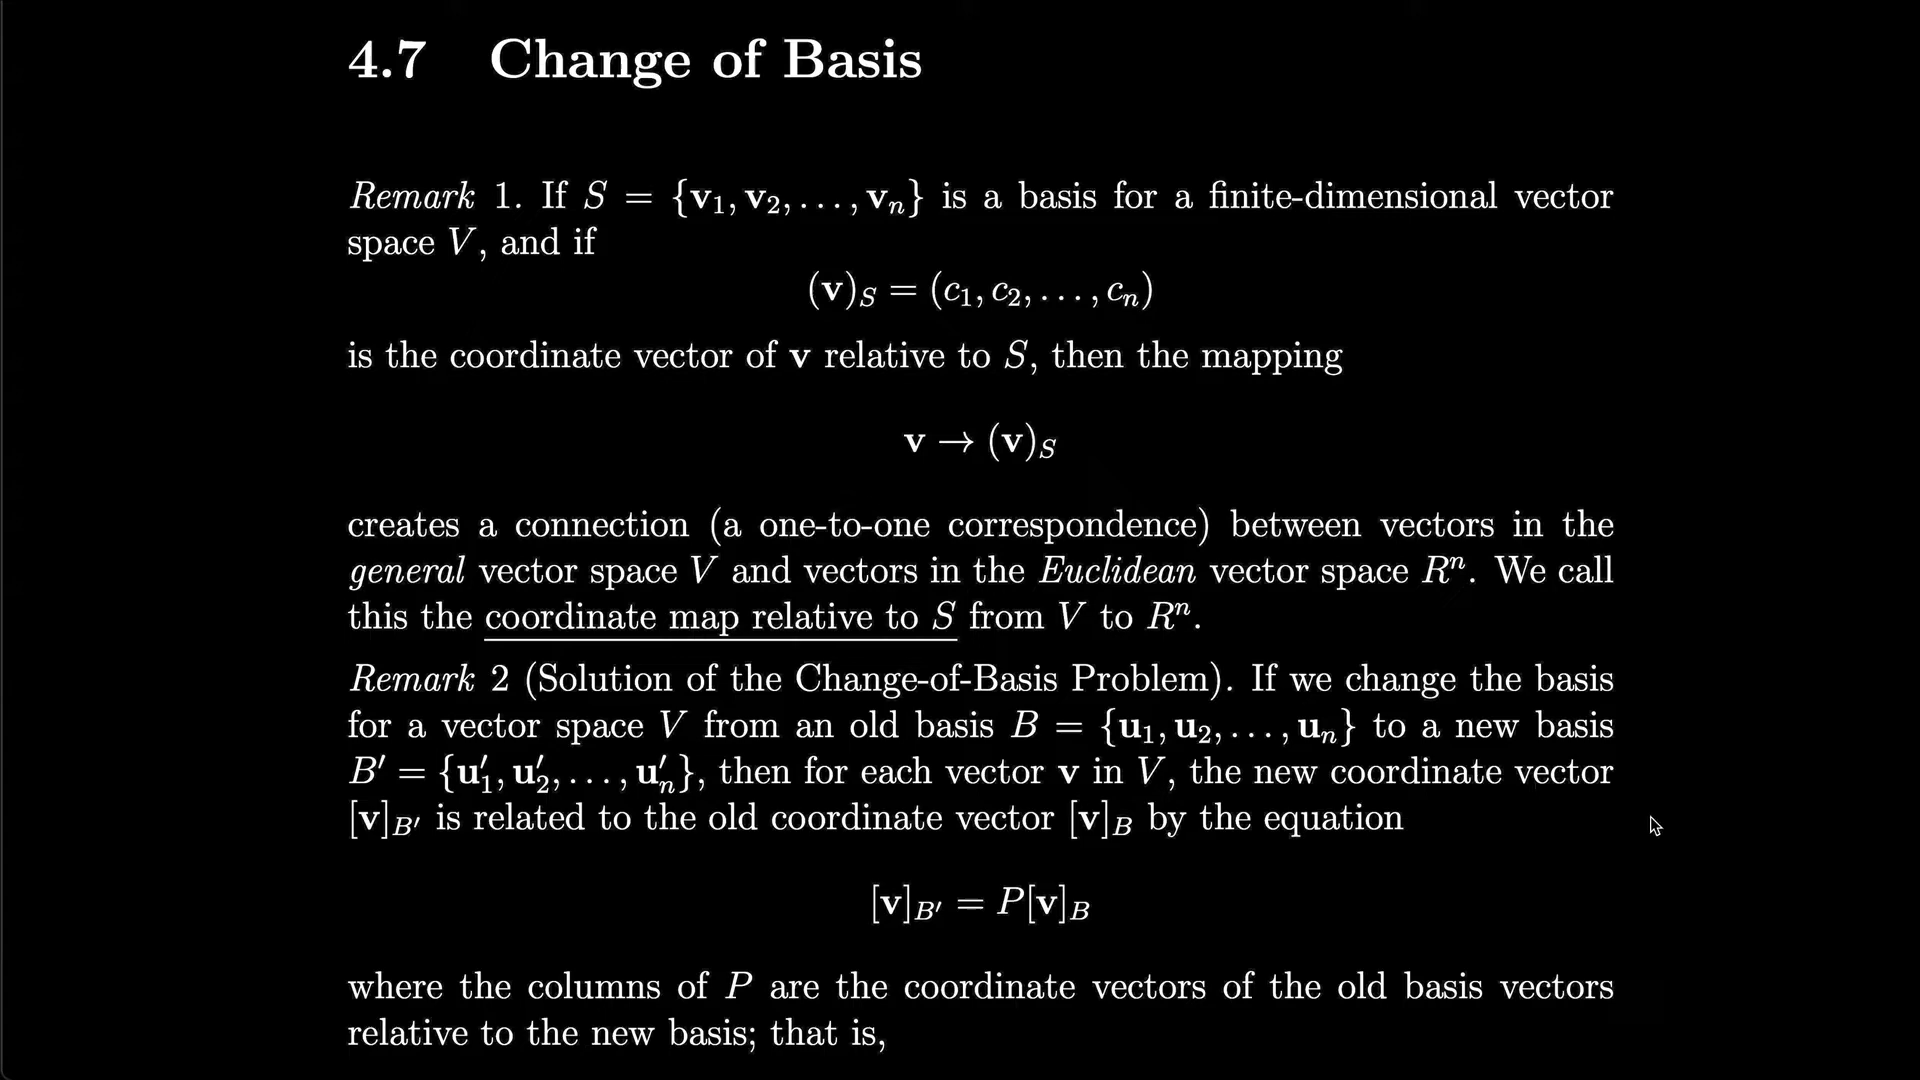 4.7 Change of Basis
Remark 1. If S = {v₁, v₂, . . . , vₙ} is a basis for a finite-dimensional vector
space V, and if
(v)_S = (c₁, c₂, . . . , cₙ)
is the coordinate vector of v relative to S, then the mapping
v → (v)_S
creates a connection (a one-to-one correspondence) between vectors in the
general vector space V and vectors in the Euclidean vector space Rⁿ. We call
this the coordinate map relative to S from V to Rⁿ.
Remark 2 (Solution of the Change-of-Basis Problem). If we change the basis
for a vector space V from an old basis B = {u₁, u₂, . . . , uₙ} to a new basis
B′ = {u′₁, u′₂, . . . , u′ₙ}, then for each vector v in V, the new coordinate vector
[v]_B′ is related to the old coordinate vector [v]_B by the equation
[v]_B′ = P[v]_B
where the columns of P are the coordinate vectors of the old basis vectors
relative to the new basis; that is,